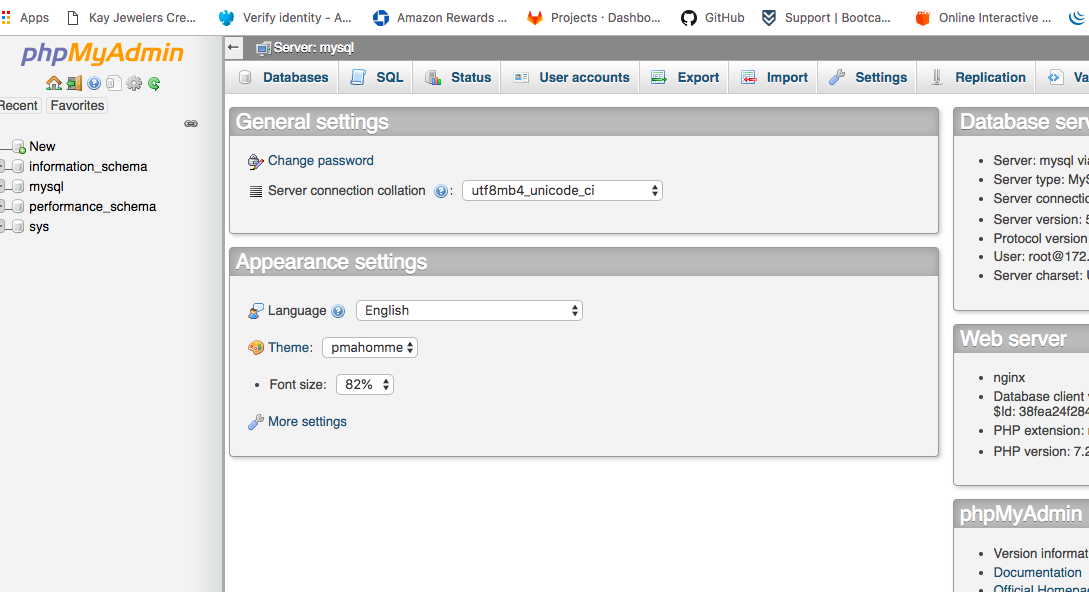 Apps Kay Jewelers Cre... Verify identity - A... Amazon Rewards ... Projects · Dashbo... GitHub Support | Bootca... Online Interactive ...
phpMyAdmin
Recent Favorites
New
information_schema
mysql
performance_schema
sys
Server: mysql
Databases SQL Status User accounts Export Import Settings Replication Va
General settings
Change password
Server connection collation : utf8mb4_unicode_ci
Appearance settings
Language English
Theme: pmahomme
• Font size: 82%
More settings
Database serv
• Server: mysql via
• Server type: MyS
• Server connectio
• Server version: 5
• Protocol version
• User: root@172.
• Server charset: U
Web server
• nginx
• Database client v
$Id: 38fea24f284
• PHP extension:
• PHP version: 7.2
phpMyAdmin
• Version informat
• Documentation
• Official Homepa